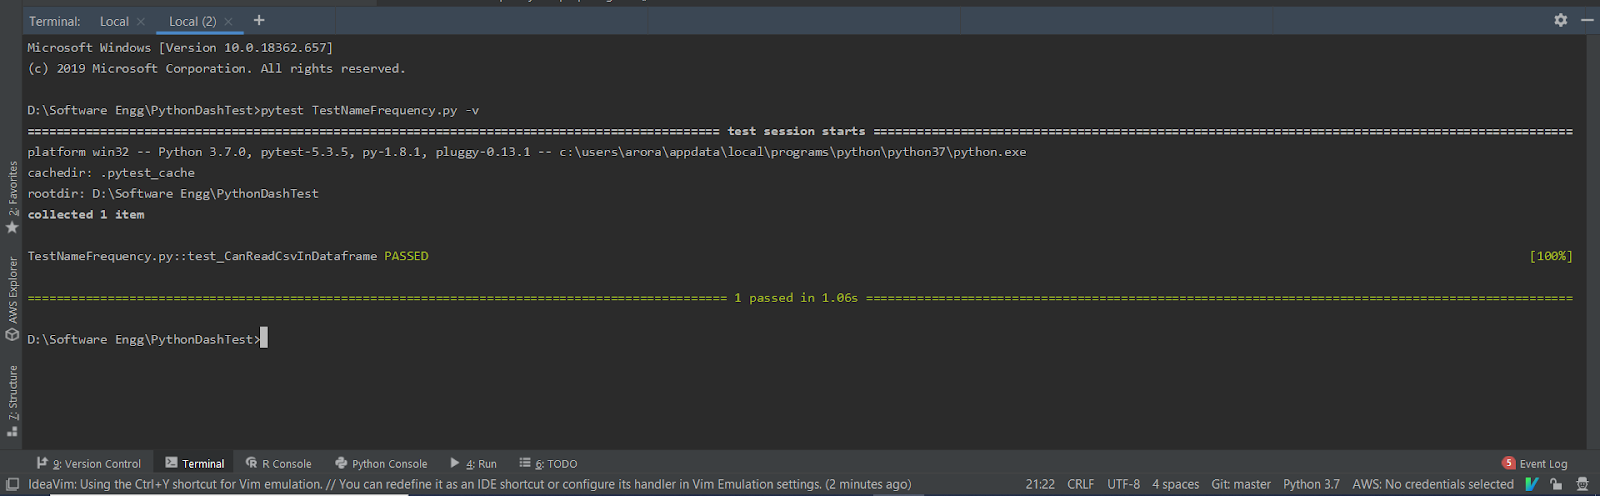 Terminal: Local × Local (2) × +
Microsoft Windows [Version 10.0.18362.657]
(c) 2019 Microsoft Corporation. All rights reserved.
D:\Software Engg\PythonDashTest>pytest TestNameFrequency.py -v
=============================================================================================== test session starts ================================================================================================
platform win32 -- Python 3.7.0, pytest-5.3.5, py-1.8.1, pluggy-0.13.1 -- c:\users\arora\appdata\local\programs\python\python37\python.exe
cachedir: .pytest_cache
rootdir: D:\Software Engg\PythonDashTest
collected 1 item
TestNameFrequency.py::test_CanReadCsvInDataframe PASSED [100%]
================================================================================================ 1 passed in 1.06s =================================================================================================
D:\Software Engg\PythonDashTest>
2: Favorites
AWS Explorer
7: Structure
9: Version Control Terminal R Console Python Console 4: Run 6: TODO 5 Event Log
IdeaVim: Using the Ctrl+Y shortcut for Vim emulation. // You can redefine it as an IDE shortcut or configure its handler in Vim Emulation settings. (2 minutes ago) 21:22 CRLF UTF-8 4 spaces Git: master Python 3.7 AWS: No credentials selected